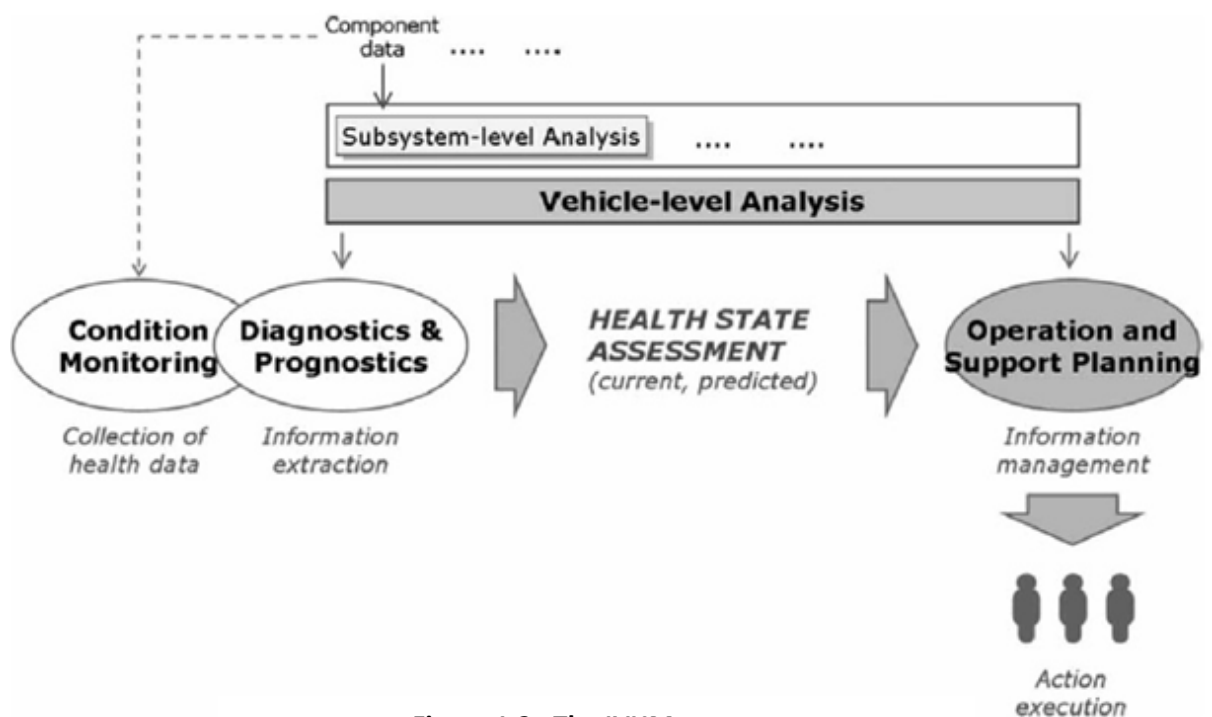 Component
data .... ....
Subsystem-level Analysis .... ....
Vehicle-level Analysis
Condition
Monitoring
Diagnostics &
Prognostics
HEALTH STATE
ASSESSMENT
(current, predicted)
Operation and
Support Planning
Collection of
health data
Information
extraction
Information
management
Action
execution